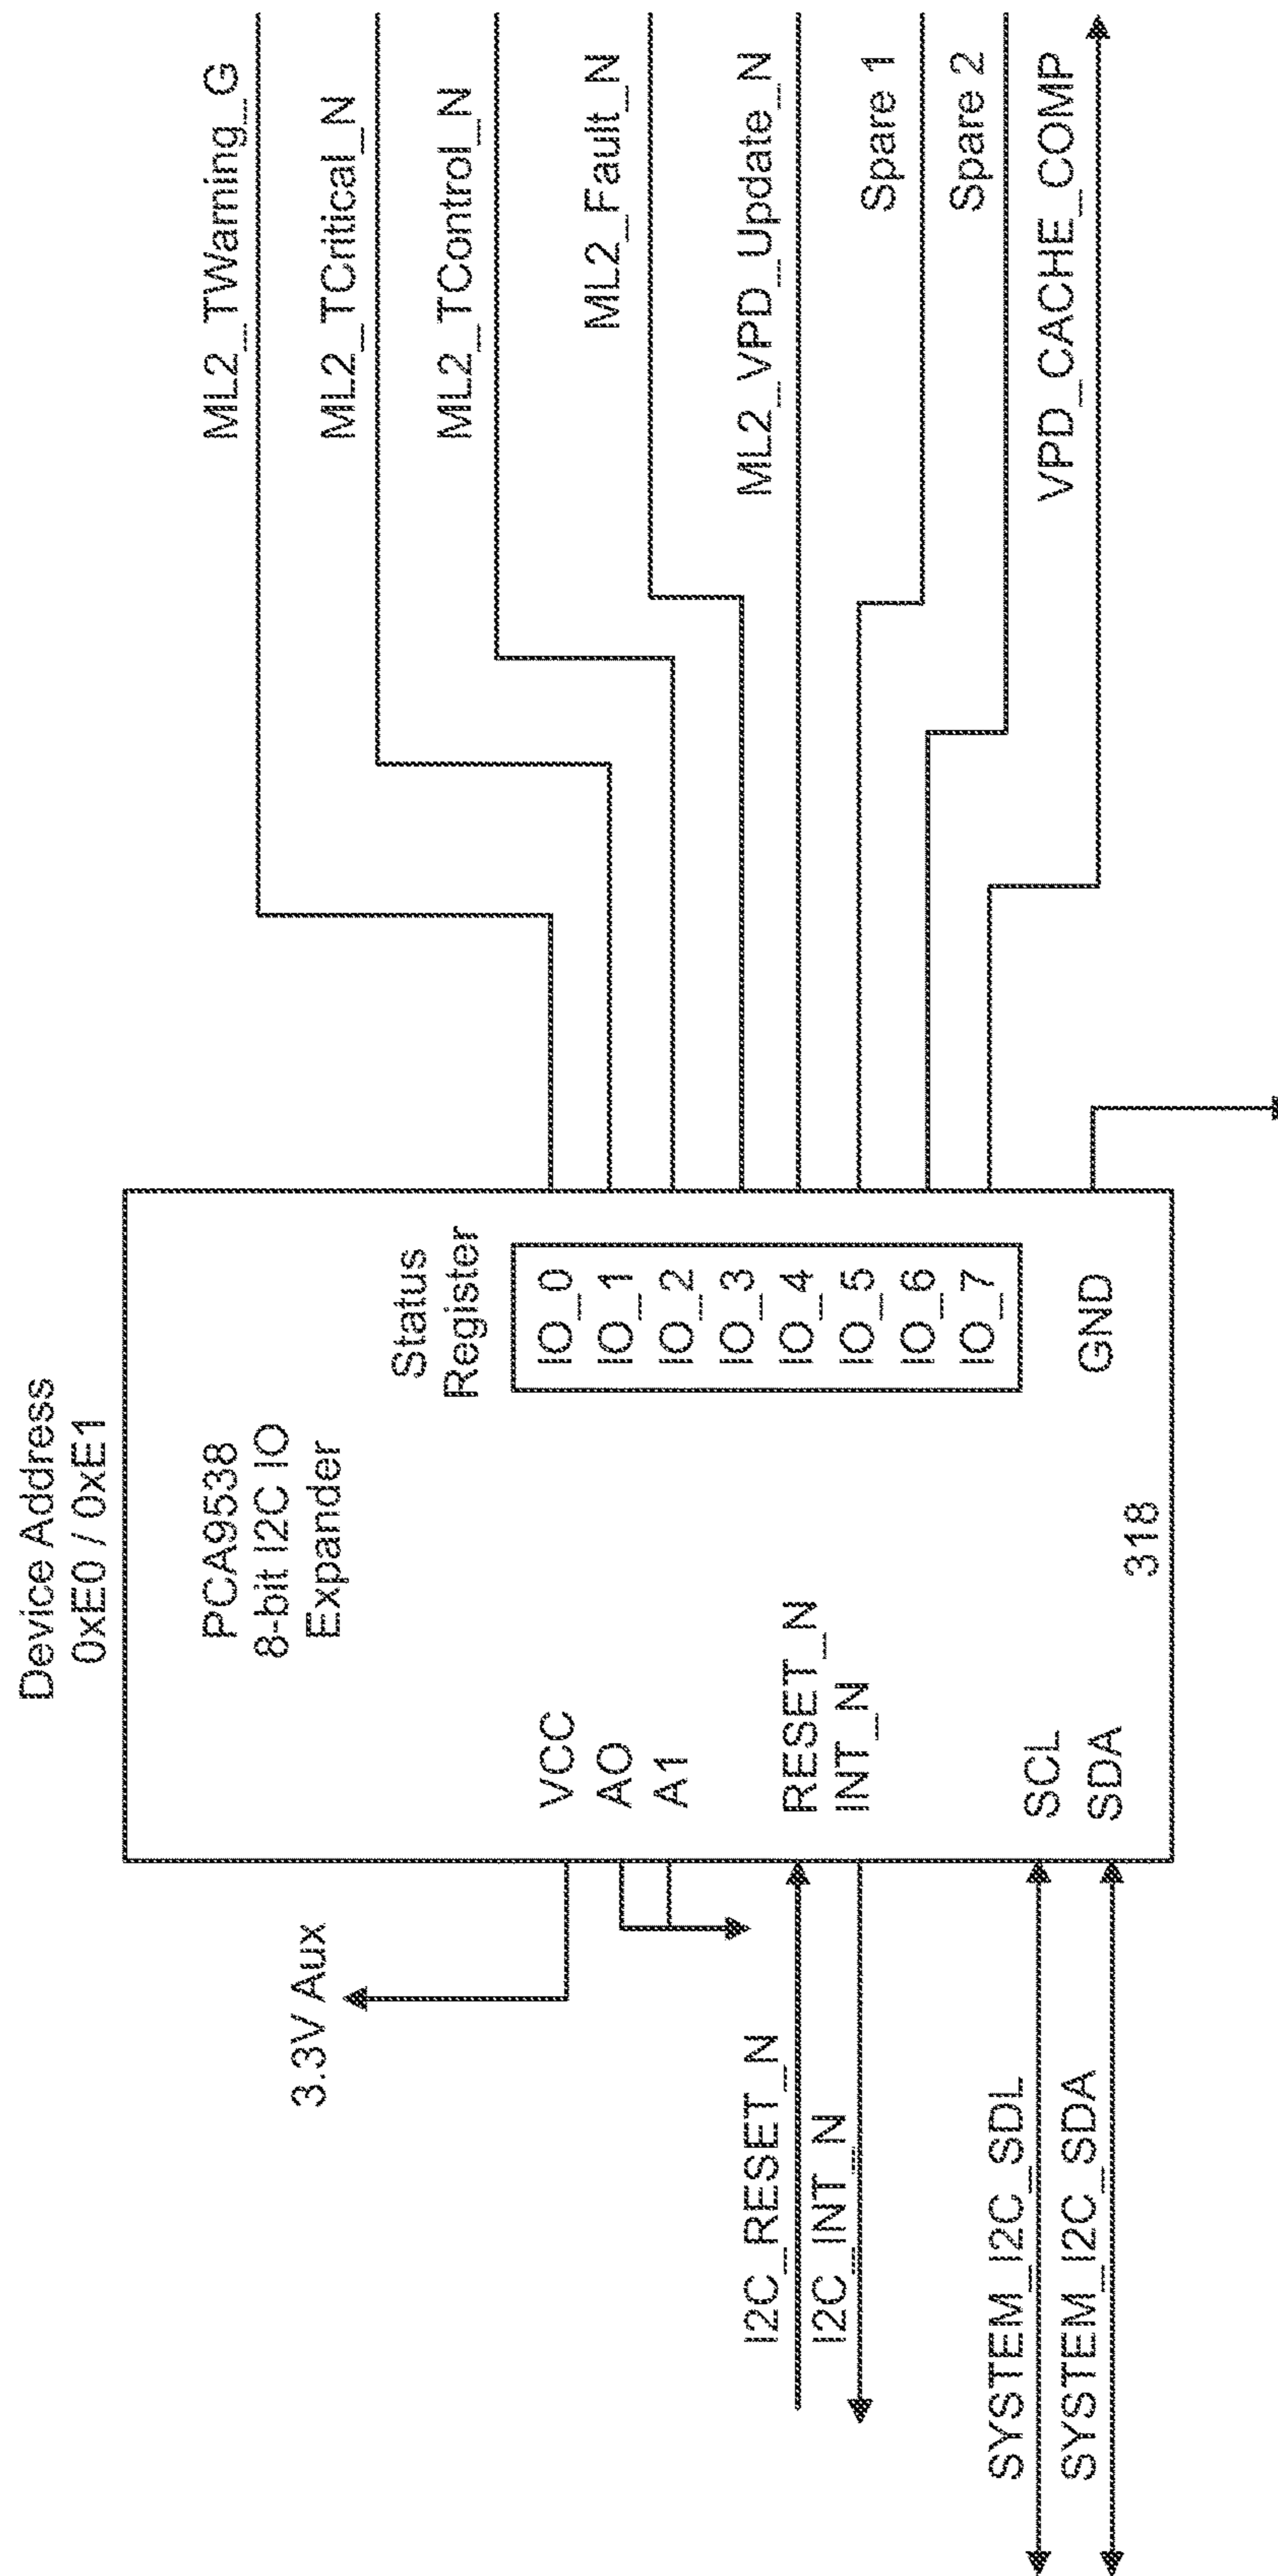 Device Address
0xE0 / 0xE1
PCA9538
8-bit I2C IO
Expander
Status
Register
3.3V Aux
VCC
AO
A1
I2C_RESET_N
RESET_N
I2C_INT_N
INT_N
SYSTEM_I2C_SDL
SCL
SYSTEM_I2C_SDA
SDA
318
IO_0
IO_1
IO_2
IO_3
IO_4
IO_5
IO_6
IO_7
GND
ML2_TWarning_G
ML2_TCritical_N
ML2_TControl_N
ML2_Fault_N
ML2_VPD_Update_N
Spare 1
Spare 2
VPD_CACHE_COMP